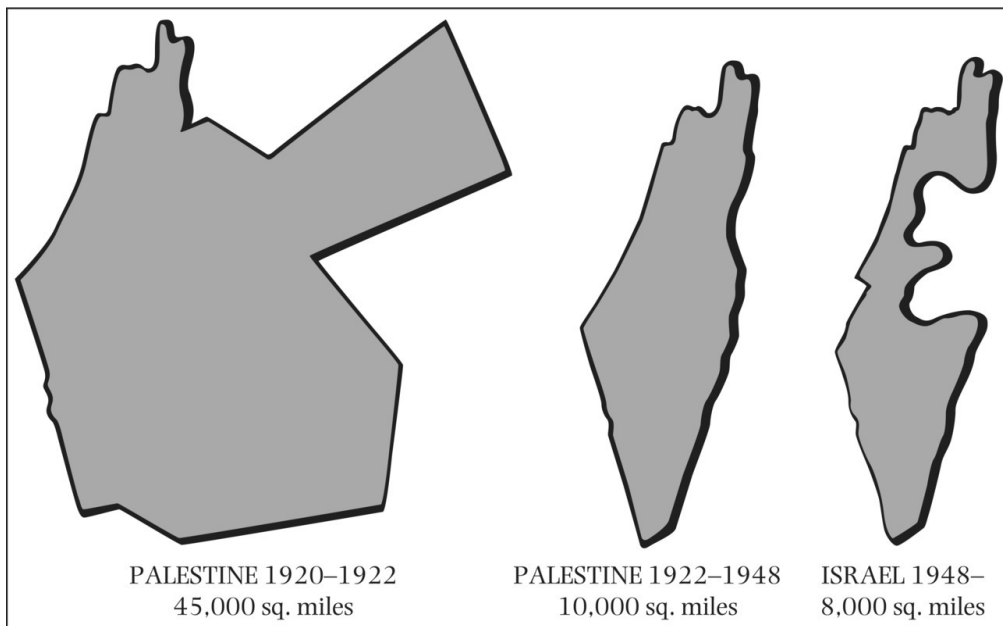 PALESTINE 1920–1922
45,000 sq. miles
PALESTINE 1922–1948
10,000 sq. miles
ISRAEL 1948–
8,000 sq. miles